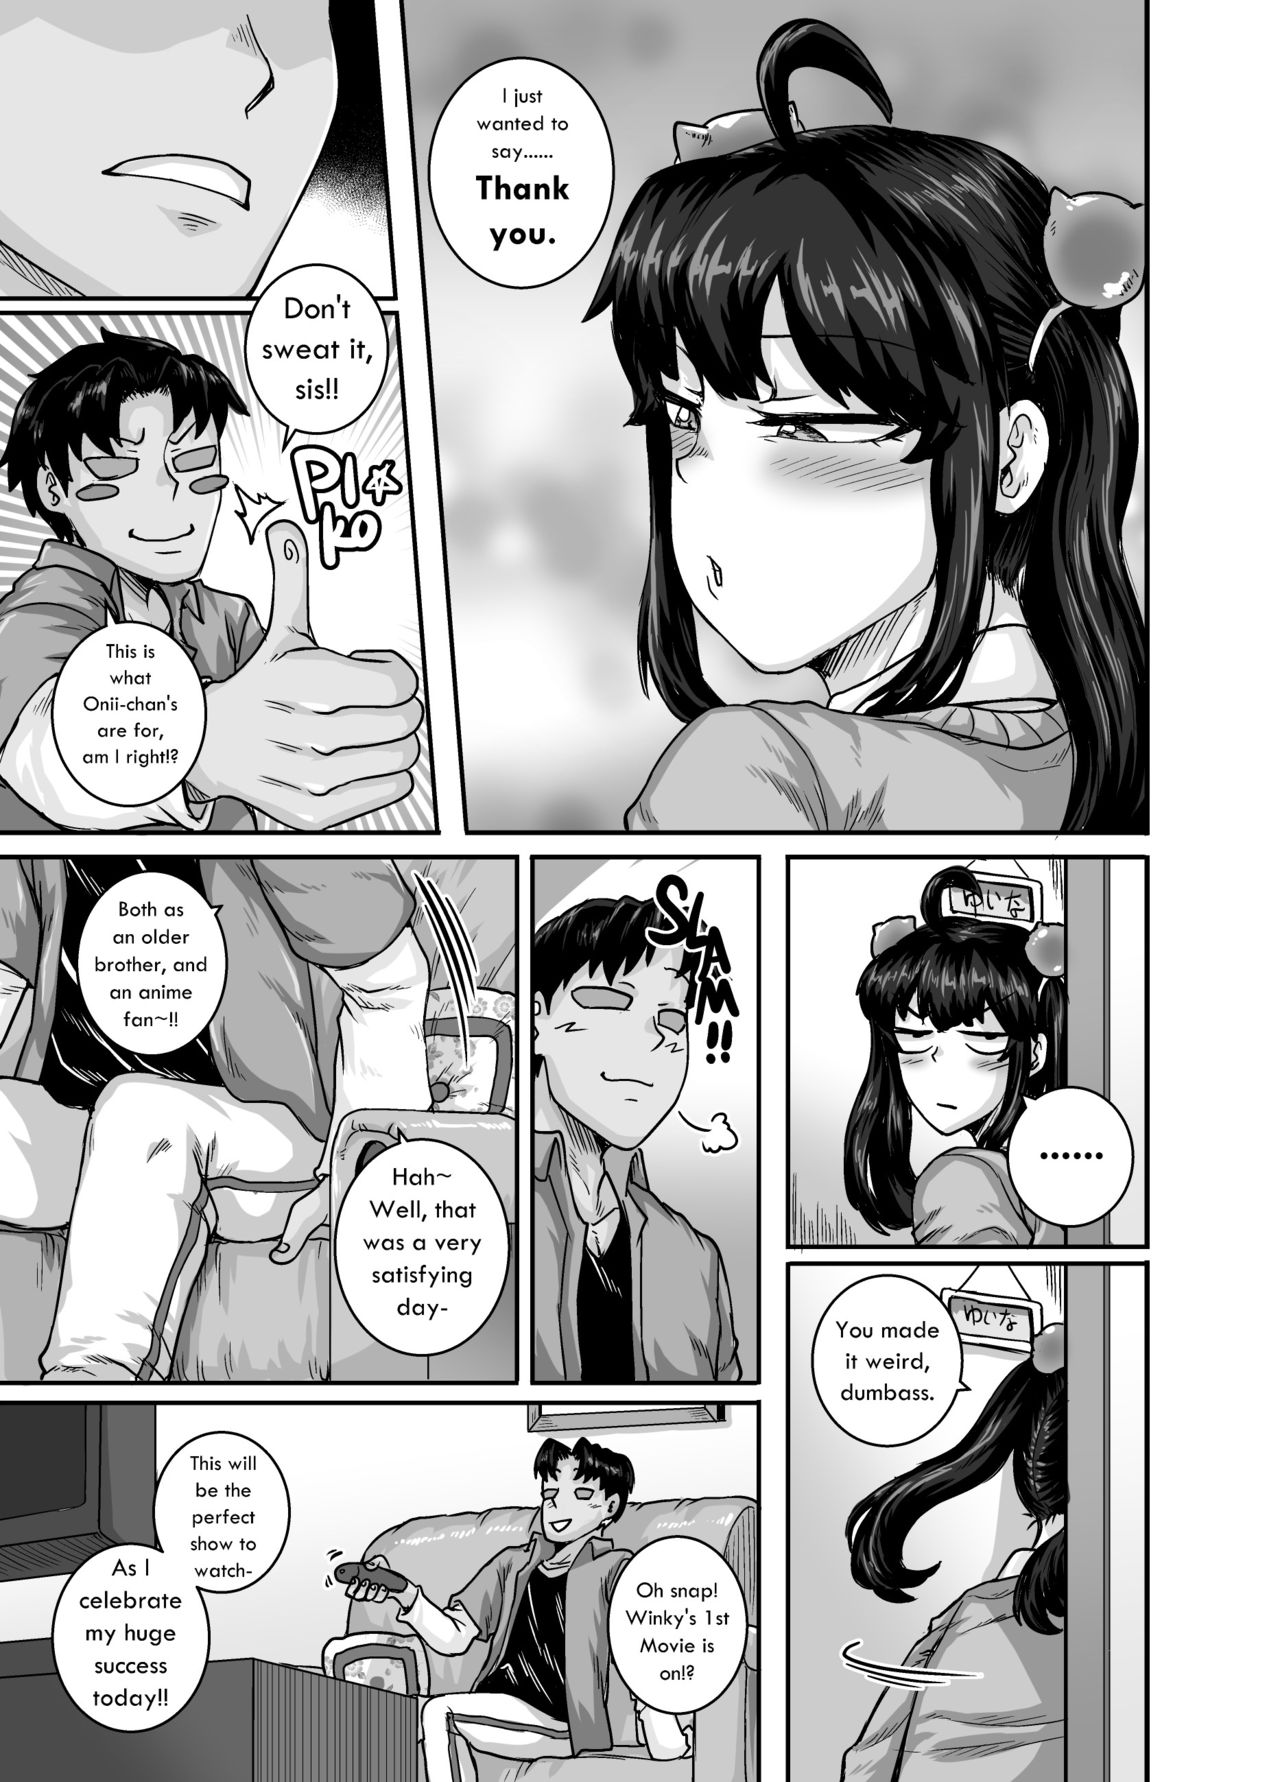 I just
wanted to
say......
Thank
you.
Don't
sweat it,
sis!!
PI★
KO
This is
what
Onii-chan's
are for,
am I right!?
ゆいな
......
You made
it weird,
dumbass.
ゆいな
SLAM!!
Both as
an older
brother, and
an anime
fan~!!
Hah~
Well, that
was a very
satisfying
day-
Oh snap!
Winky's 1st
Movie is
on!?
This will
be the
perfect
show to
watch-
As I
celebrate
my huge
success
today!!